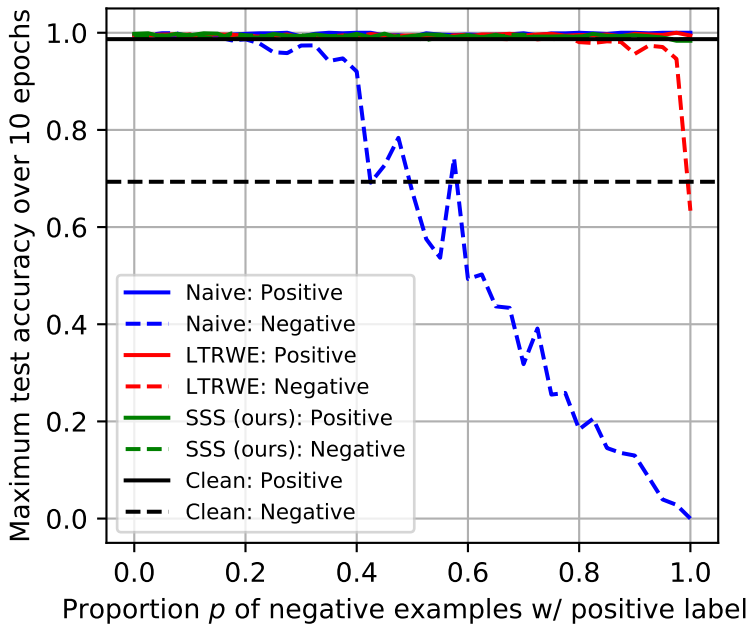 Maximum test accuracy over 10 epochs
1.0
0.8
0.6
0.4
0.2
0.0
Naive: Positive
Naive: Negative
LTRWE: Positive
LTRWE: Negative
SSS (ours): Positive
SSS (ours): Negative
Clean: Positive
Clean: Negative
0.0 0.2 0.4 0.6 0.8 1.0
Proportion p of negative examples w/ positive label